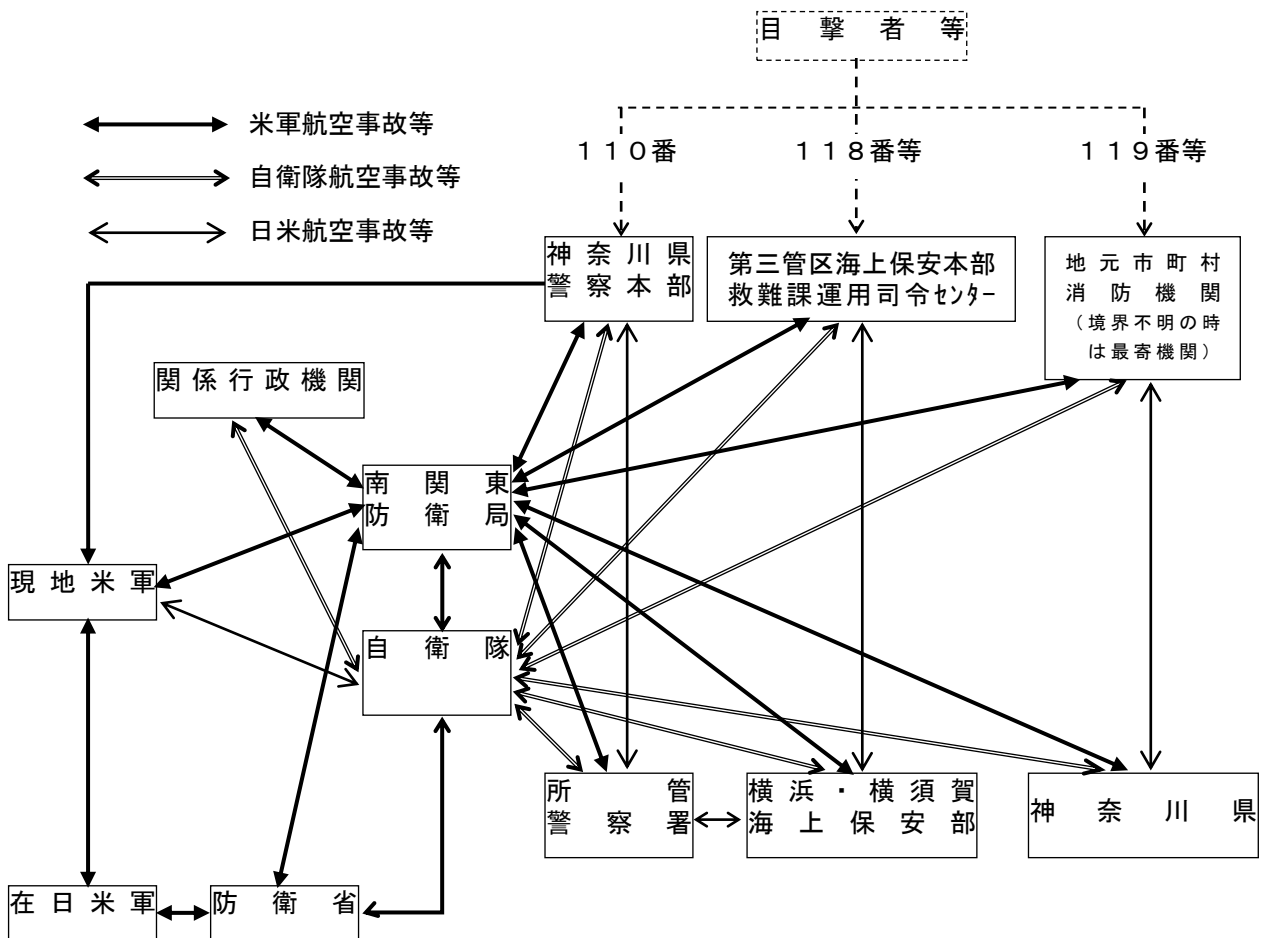 目撃者等
米軍航空事故等
自衛隊航空事故等
日米航空事故等
１１０番
１１８番等
１１９番等
神奈川県
警察本部
第三管区海上保安本部
救難課運用司令ｾﾝﾀｰ
地元市町村
消防機関
（境界不明の時
は最寄機関）
関係行政機関
南関東
防衛局
現地米軍
自衛隊
所管
警察署
横浜・横須賀
海上保安部
神奈川県
在日米軍
防衛省